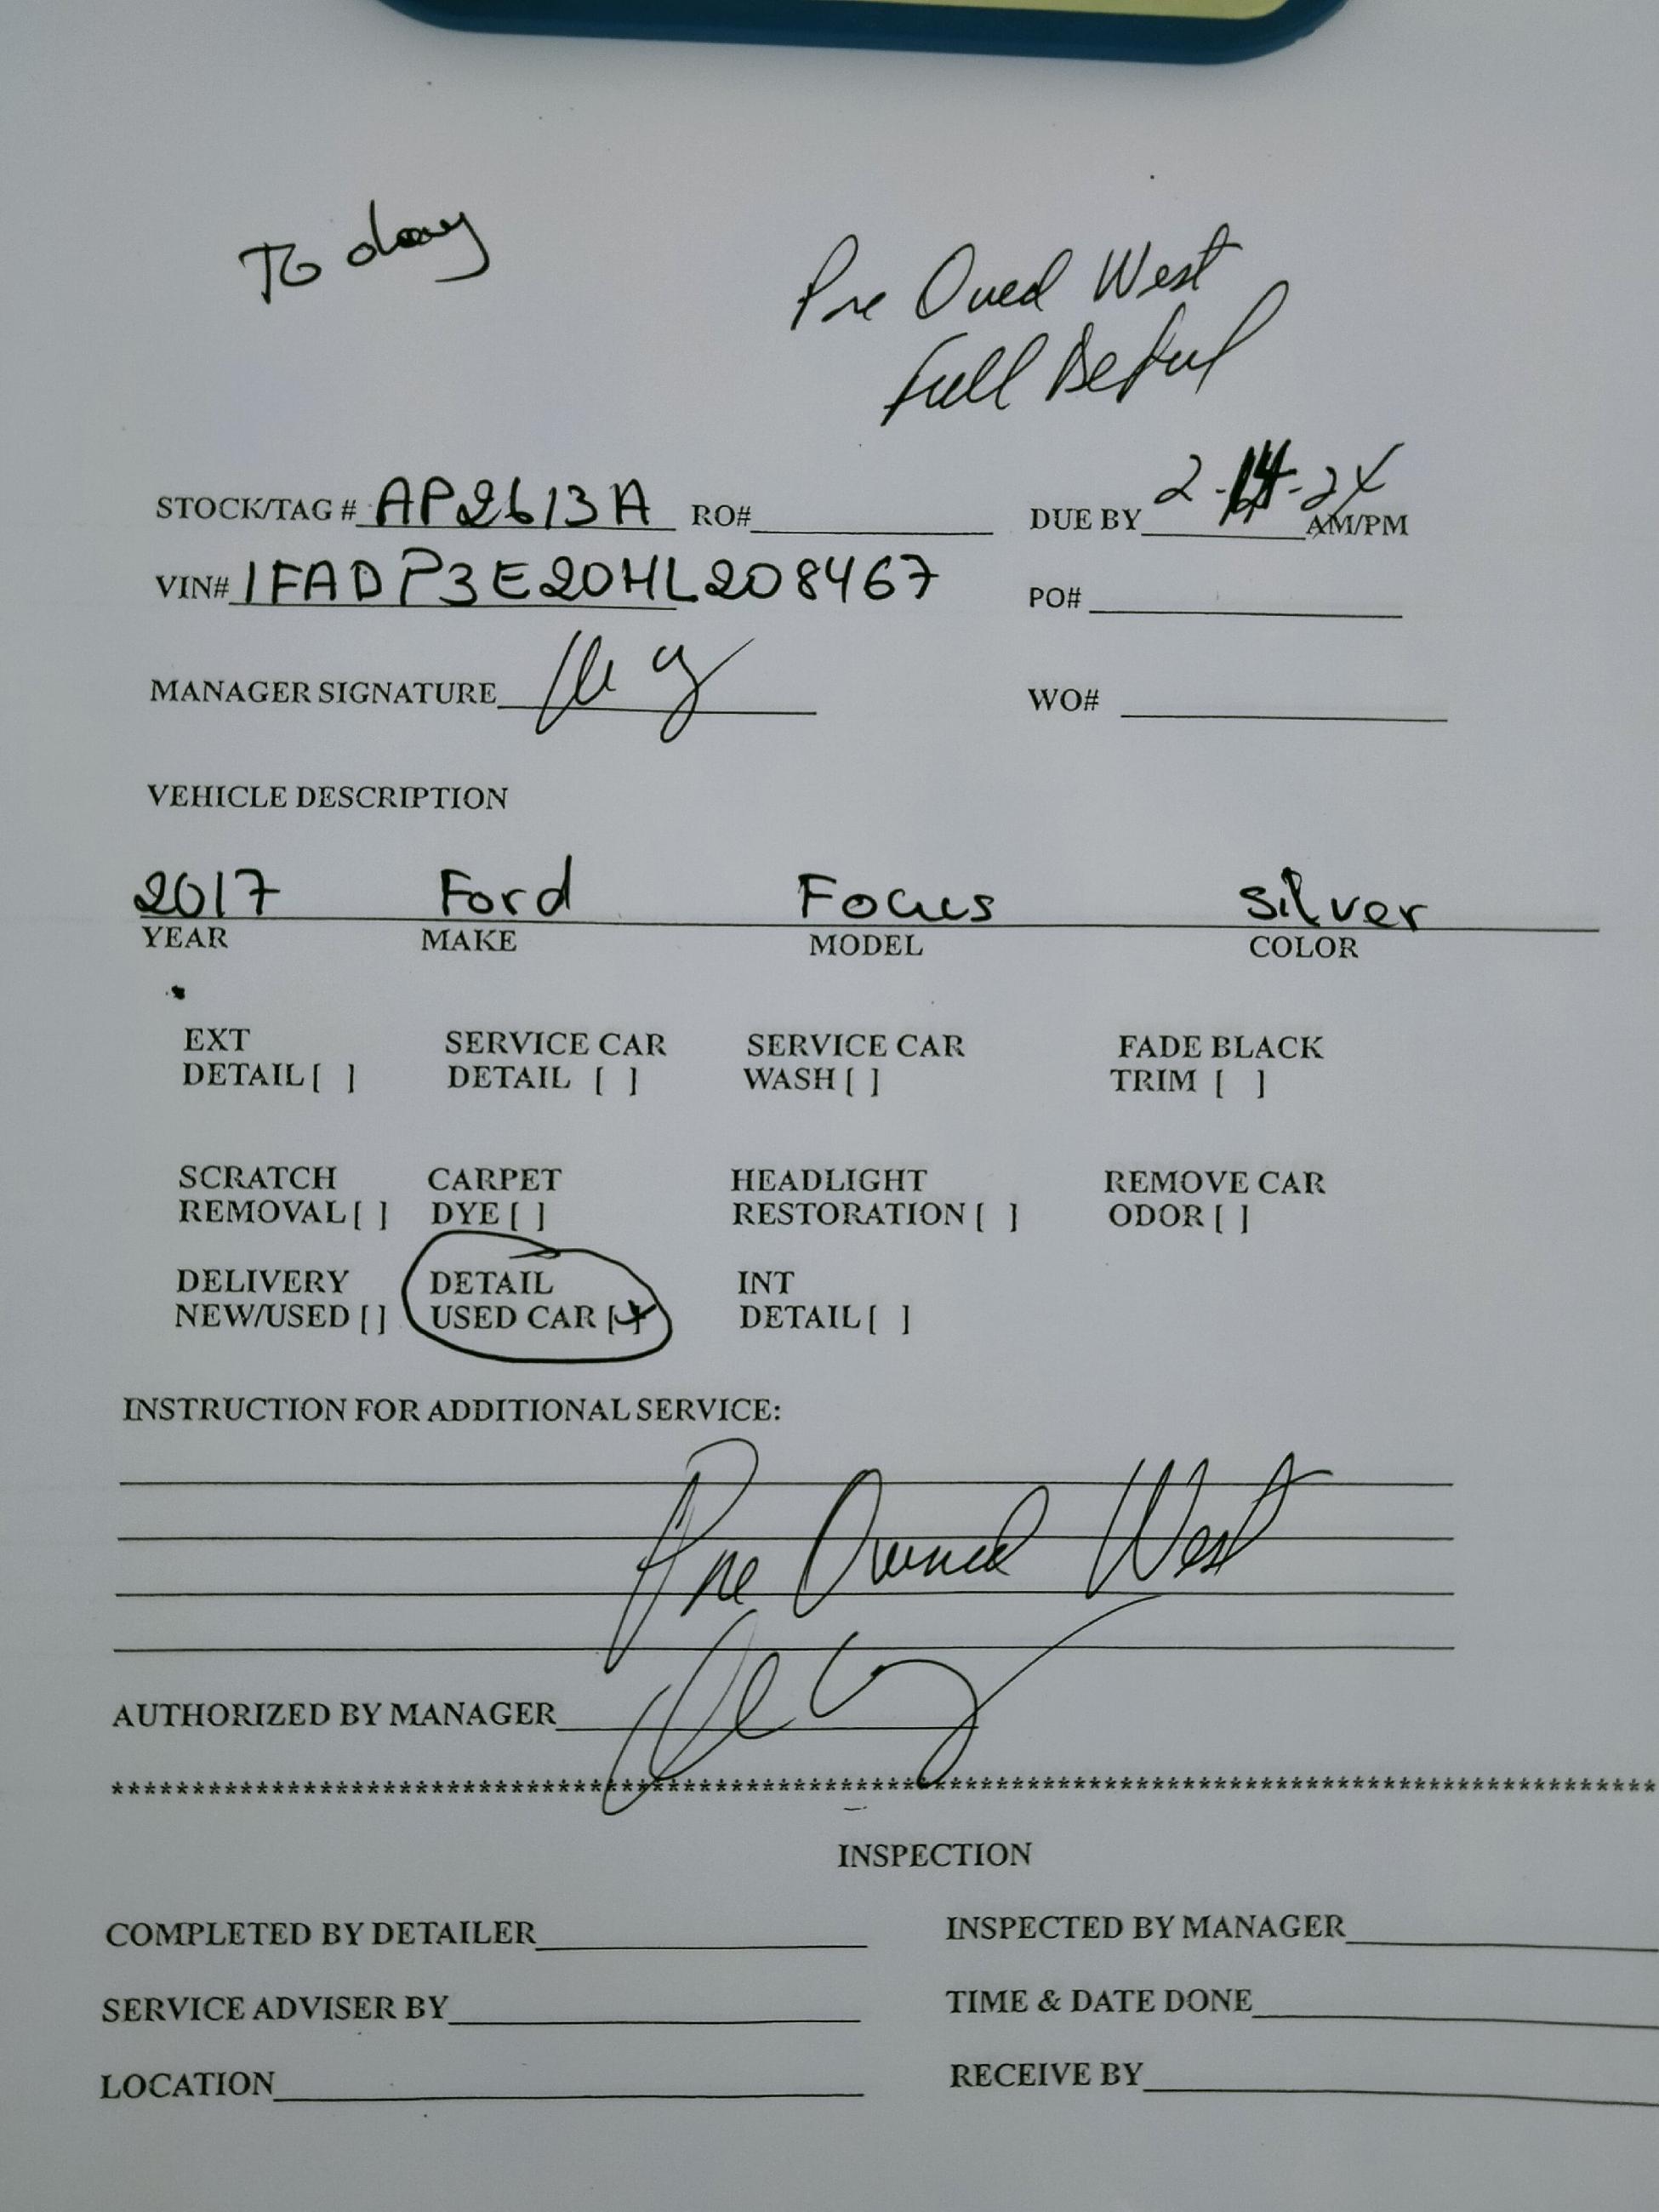 To day
Pre Oued West
Full Detail
STOCK/TAG # AP2613A RO# DUE BY 2-14-24 AM/PM
VIN# 1FADP3E20HL208467 PO#
MANAGER SIGNATURE WO#
VEHICLE DESCRIPTION
2017 Ford Focus Silver
YEAR MAKE MODEL COLOR
EXT SERVICE CAR SERVICE CAR FADE BLACK
DETAIL [ ] DETAIL [ ] WASH [ ] TRIM [ ]
SCRATCH CARPET HEADLIGHT REMOVE CAR
REMOVAL [ ] DYE [ ] RESTORATION [ ] ODOR [ ]
DELIVERY DETAIL INT
NEW/USED [ ] USED CAR [x] DETAIL [ ]
INSTRUCTION FOR ADDITIONAL SERVICE:
Pre Owned West
AUTHORIZED BY MANAGER
INSPECTION
COMPLETED BY DETAILER INSPECTED BY MANAGER
SERVICE ADVISER BY TIME & DATE DONE
LOCATION RECEIVE BY